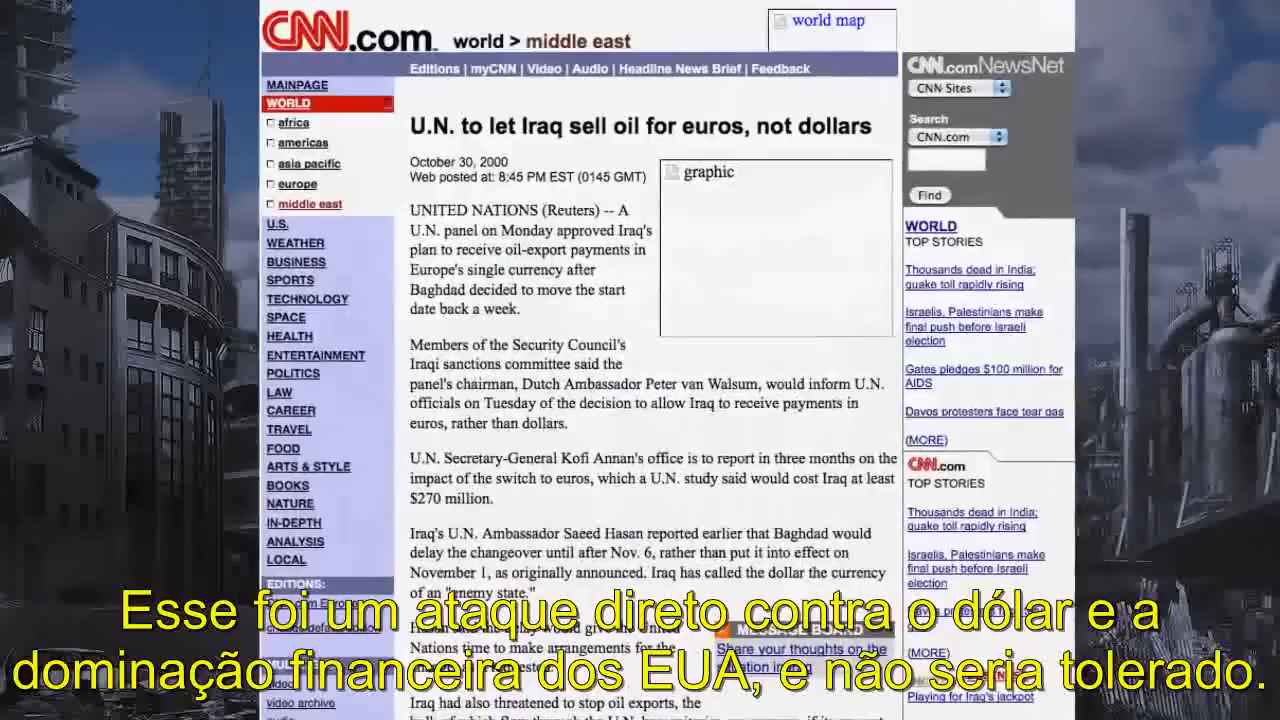 CNN.com world > middle east
world map
Editions | myCNN | Video | Audio | Headline News Brief | Feedback
MAINPAGE
WORLD
africa
americas
asia pacific
europe
middle east
U.S.
WEATHER
BUSINESS
SPORTS
TECHNOLOGY
SPACE
HEALTH
ENTERTAINMENT
POLITICS
LAW
CAREER
TRAVEL
FOOD
ARTS & STYLE
BOOKS
NATURE
IN-DEPTH
ANALYSIS
LOCAL
EDITIONS:
video archive
U.N. to let Iraq sell oil for euros, not dollars
October 30, 2000
Web posted at: 8:45 PM EST (0145 GMT)
graphic
UNITED NATIONS (Reuters) -- A
U.N. panel on Monday approved Iraq's
plan to receive oil-export payments in
Europe's single currency after
Baghdad decided to move the start
date back a week.
Members of the Security Council's
Iraqi sanctions committee said the
panel's chairman, Dutch Ambassador Peter van Walsum, would inform U.N.
officials on Tuesday of the decision to allow Iraq to receive payments in
euros, rather than dollars.
U.N. Secretary-General Kofi Annan's office is to report in three months on the
impact of the switch to euros, which a U.N. study said would cost Iraq at least
$270 million.
Iraq's U.N. Ambassador Saeed Hasan reported earlier that Baghdad would
delay the changeover until after Nov. 6, rather than put it into effect on
November 1, as originally announced. Iraq has called the dollar the currency
of an "enemy state."
Nations time to make arrangements for the
Iraq had also threatened to stop oil exports, the
MESSAGE BOARD
Share your thoughts on the
CNN.com NewsNet
CNN Sites
Search
CNN.com
Find
WORLD
TOP STORIES
Thousands dead in India;
quake toll rapidly rising
Israelis, Palestinians make
final push before Israeli
election
Gates pledges $100 million for
AIDS
Davos protesters face tear gas
(MORE)
CNN.com
TOP STORIES
Thousands dead in India;
quake toll rapidly rising
Israelis, Palestinians make
final push before Israeli
election
(MORE)
Playing for Iraq's jackpot
Esse foi um ataque direto contra o dólar e a
dominação financeira dos EUA, e não seria tolerado.